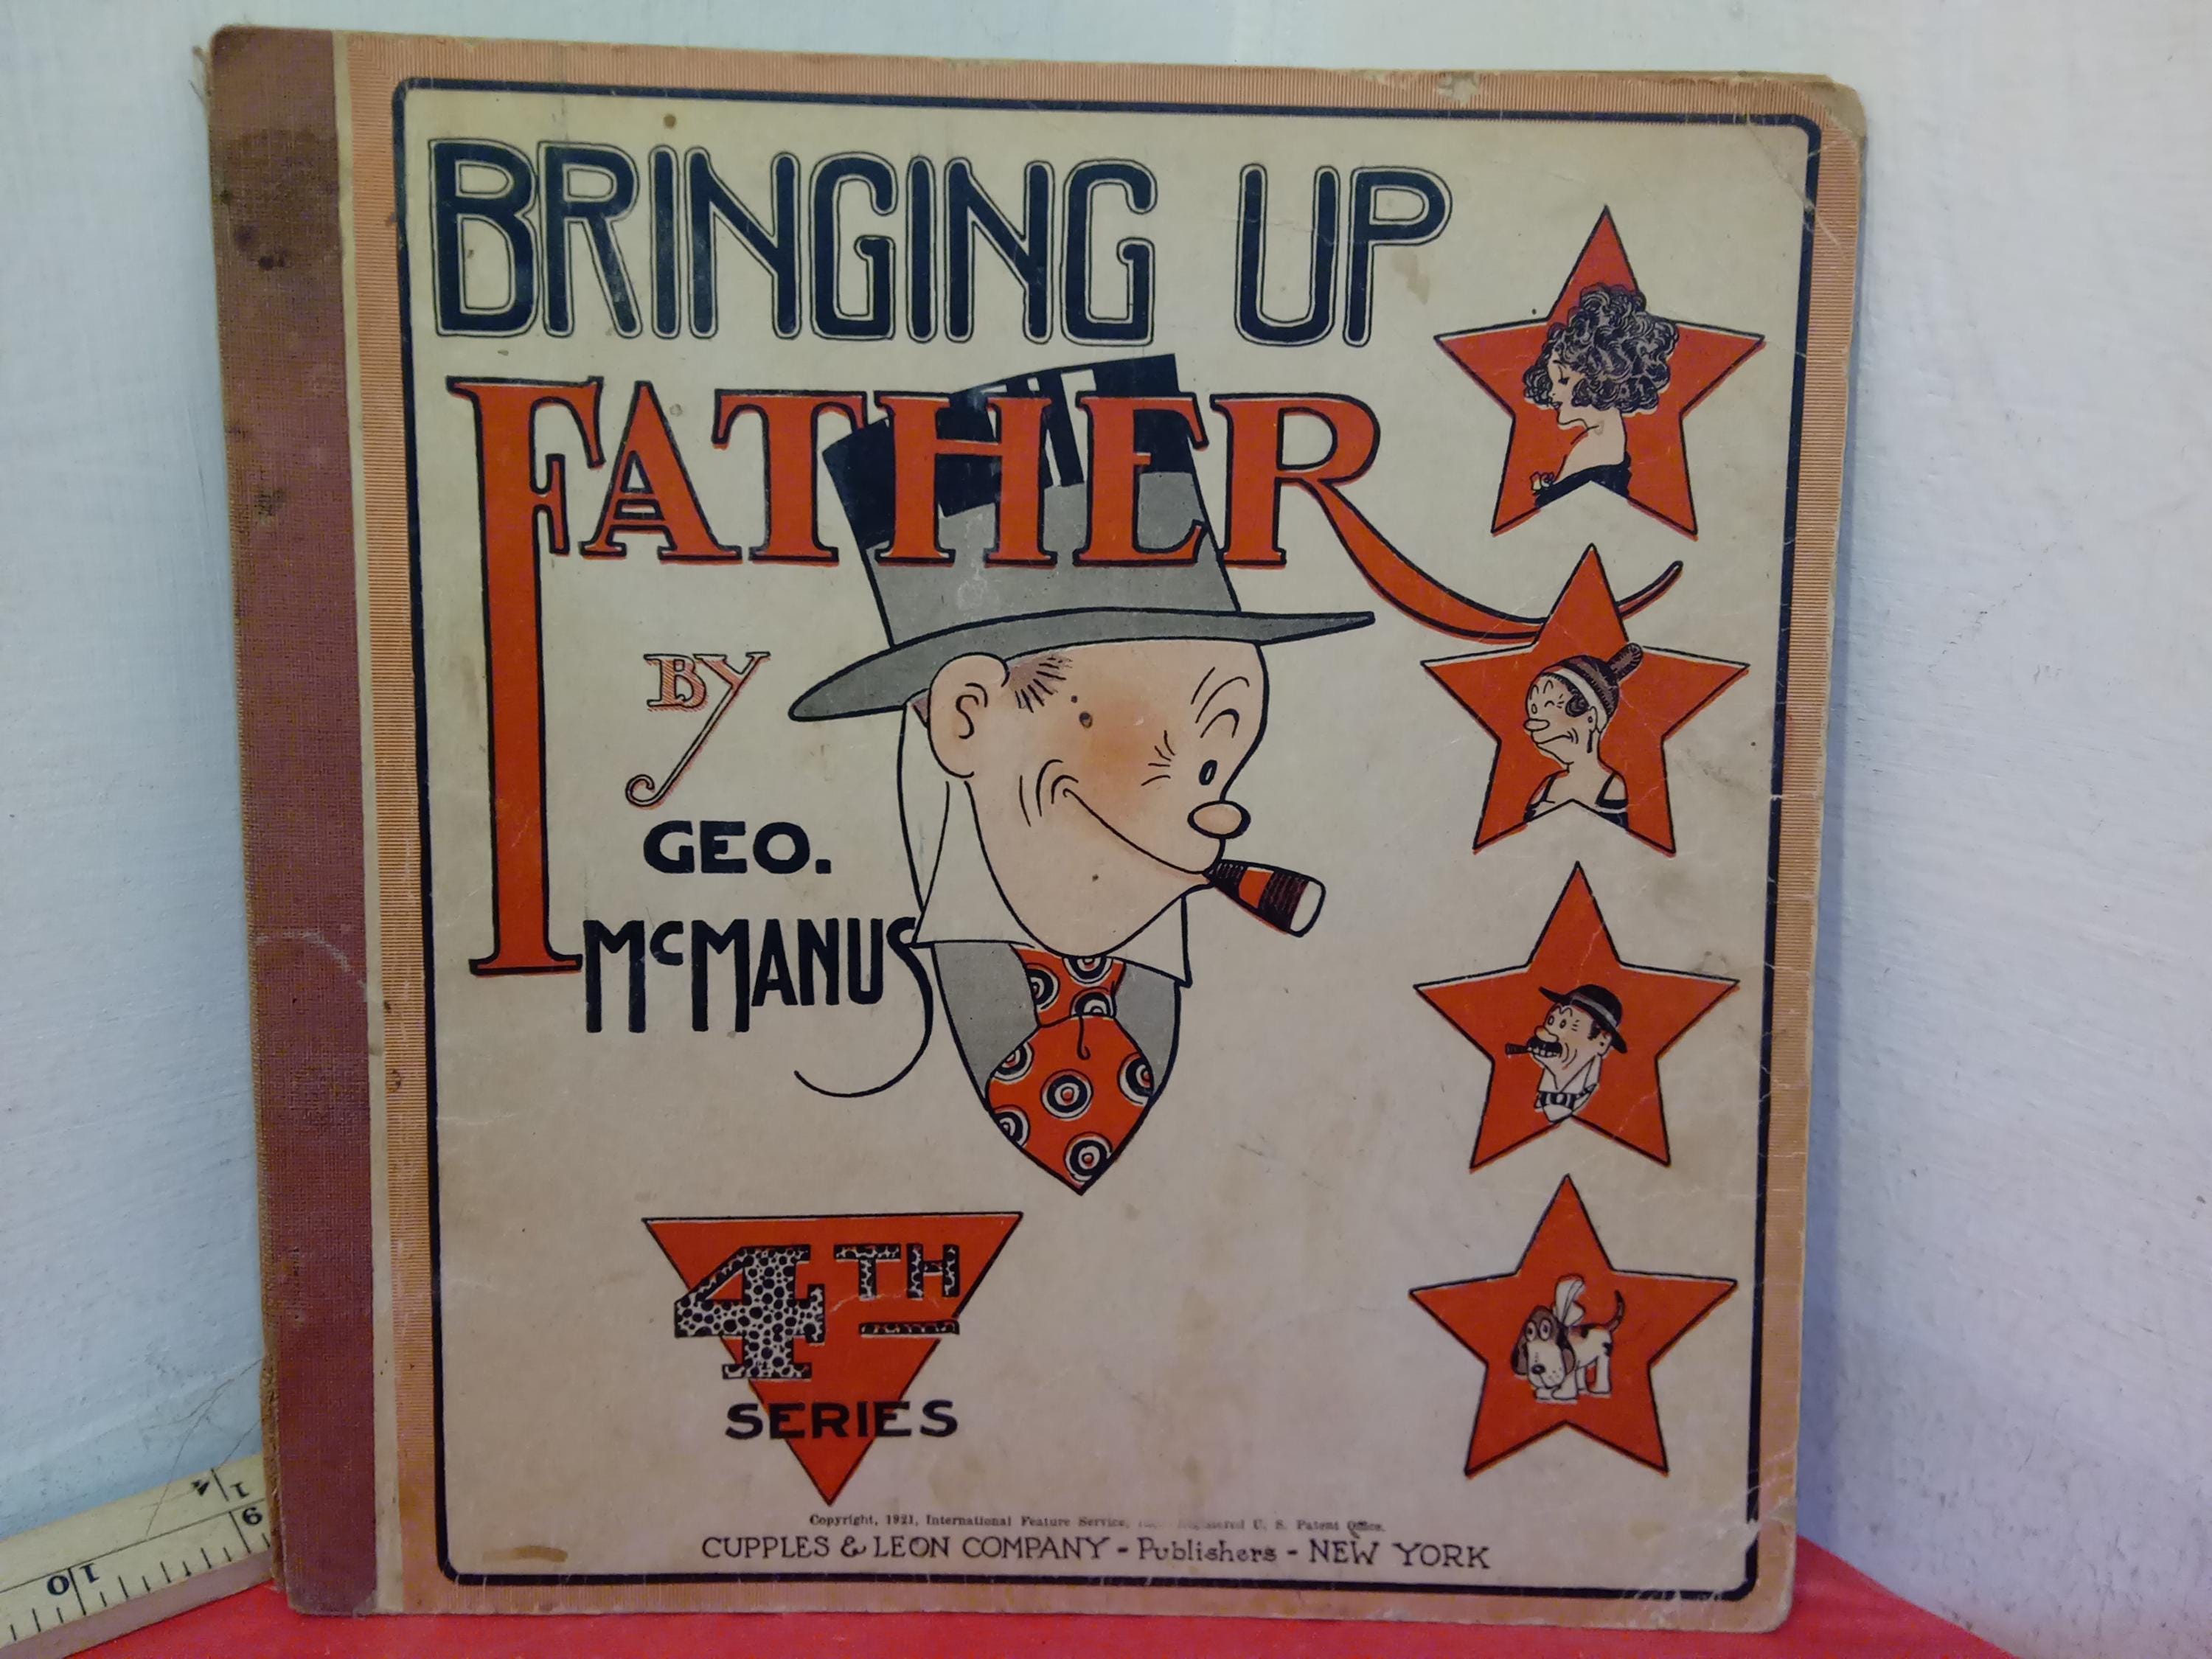 BRINGING UP
FATHER
BY
GEO.
McMANUS
4TH
SERIES
Copyright, 1921, International Feature Service, U. S. Patent Office.
CUPPLES & LEON COMPANY - Publishers - NEW YORK